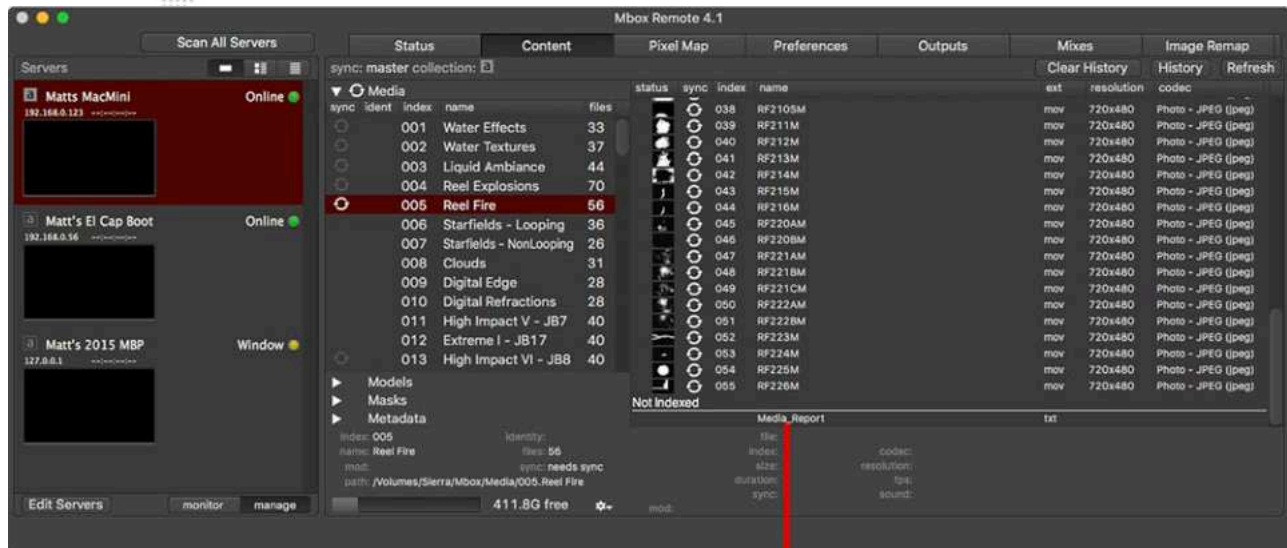 Mbox Remote 4.1
Scan All Servers
Status Content Pixel Map Preferences Outputs Mixes Image Remap
Servers
sync: master collection:
Clear History History Refresh
Matts MacMini Online
192.168.0.123 --:--:--:--
Matt's El Cap Boot Online
192.168.0.56 --:--:--:--
Matt's 2015 MBP Window
127.0.0.1 --:--:--:--
Edit Servers monitor manage
Media
sync ident index name files
001 Water Effects 33
002 Water Textures 37
003 Liquid Ambiance 44
004 Reel Explosions 70
005 Reel Fire 56
006 Starfields - Looping 36
007 Starfields - NonLooping 26
008 Clouds 31
009 Digital Edge 28
010 Digital Refractions 28
011 High Impact V - JB7 40
012 Extreme I - JB17 40
013 High Impact VI - JB8 40
Models
Masks
Metadata
index: 005 identity:
name: Reel Fire files: 56
mod: sync: needs sync
path: /Volumes/Sierra/Mbox/Media/005.Reel Fire
411.8G free
status sync index name ext resolution codec
038 RF210SM mov 720x480 Photo - JPEG (jpeg)
039 RF211M mov 720x480 Photo - JPEG (jpeg)
040 RF212M mov 720x480 Photo - JPEG (jpeg)
041 RF213M mov 720x480 Photo - JPEG (jpeg)
042 RF214M mov 720x480 Photo - JPEG (jpeg)
043 RF215M mov 720x480 Photo - JPEG (jpeg)
044 RF216M mov 720x480 Photo - JPEG (jpeg)
045 RF220AM mov 720x480 Photo - JPEG (jpeg)
046 RF220BM mov 720x480 Photo - JPEG (jpeg)
047 RF221AM mov 720x480 Photo - JPEG (jpeg)
048 RF221BM mov 720x480 Photo - JPEG (jpeg)
049 RF221CM mov 720x480 Photo - JPEG (jpeg)
050 RF222AM mov 720x480 Photo - JPEG (jpeg)
051 RF222BM mov 720x480 Photo - JPEG (jpeg)
052 RF223M mov 720x480 Photo - JPEG (jpeg)
053 RF224M mov 720x480 Photo - JPEG (jpeg)
054 RF225M mov 720x480 Photo - JPEG (jpeg)
055 RF226M mov 720x480 Photo - JPEG (jpeg)
Not Indexed
Media_Report txt
file:
index: codec:
size: resolution:
duration: fps:
sync: sound:
mod: